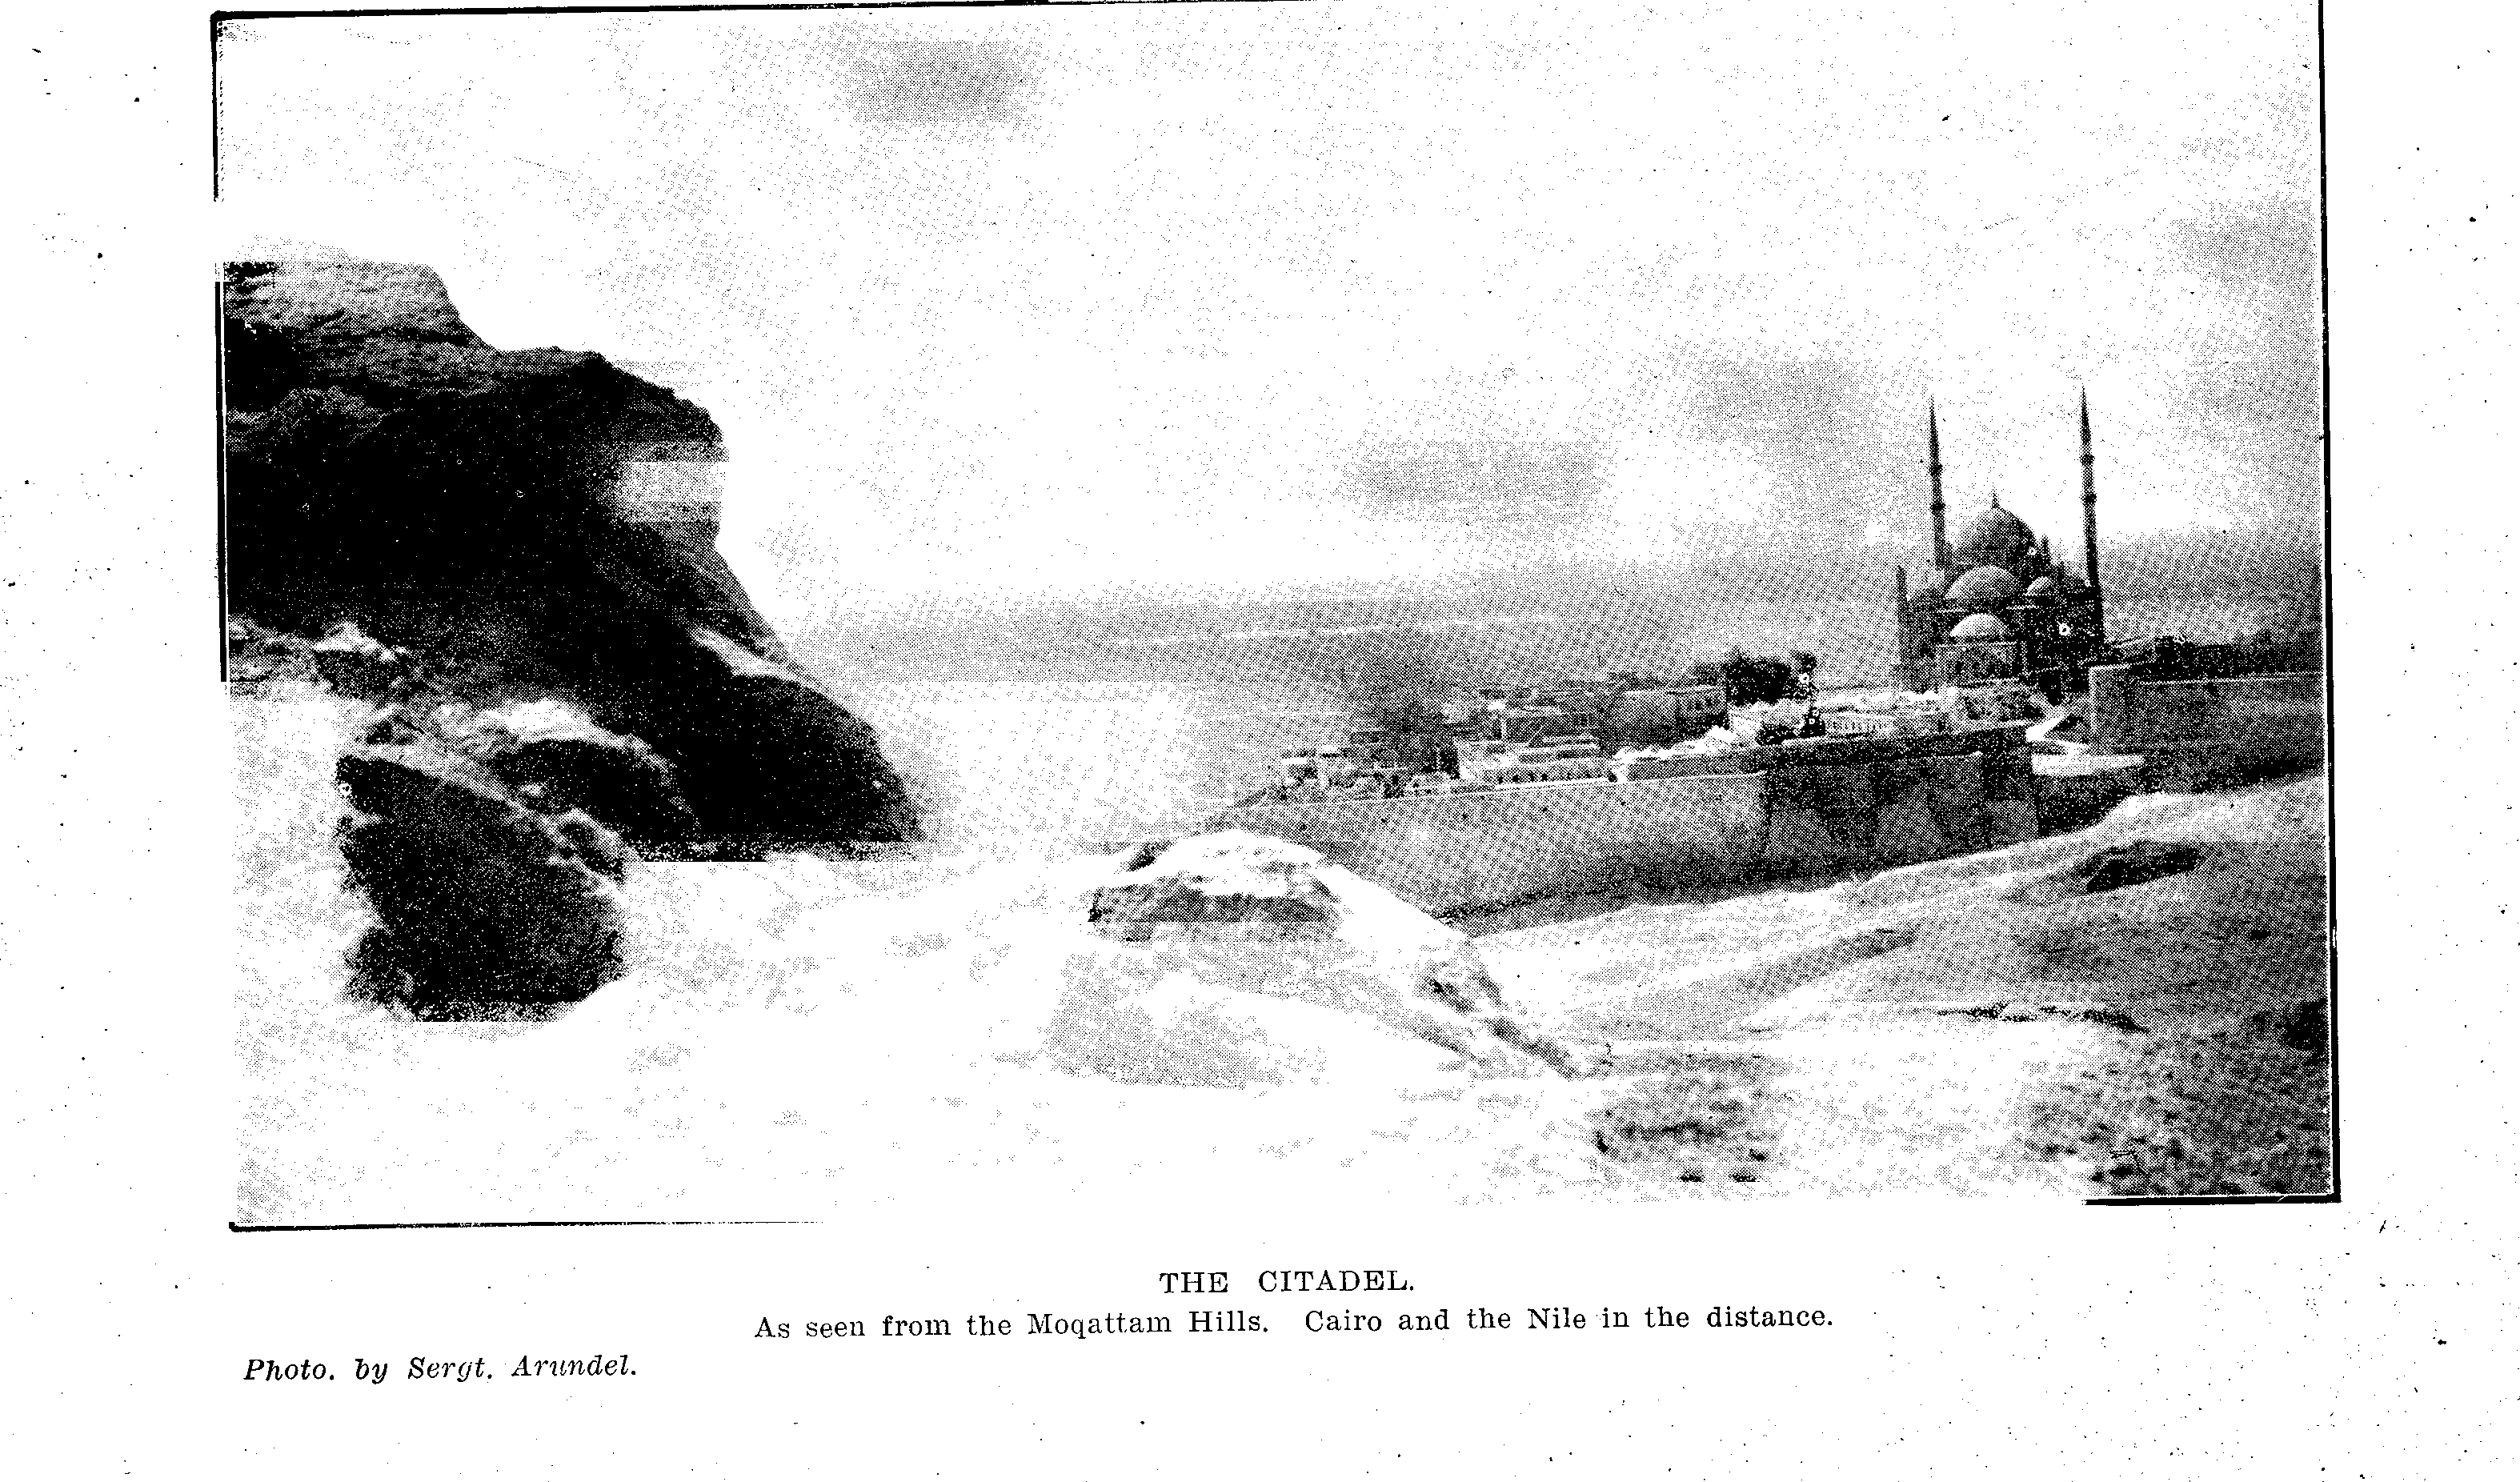 THE CITADEL.
As seen from the Moqattam Hills. Cairo and the Nile in the distance.
Photo. by Sergt. Arundel.